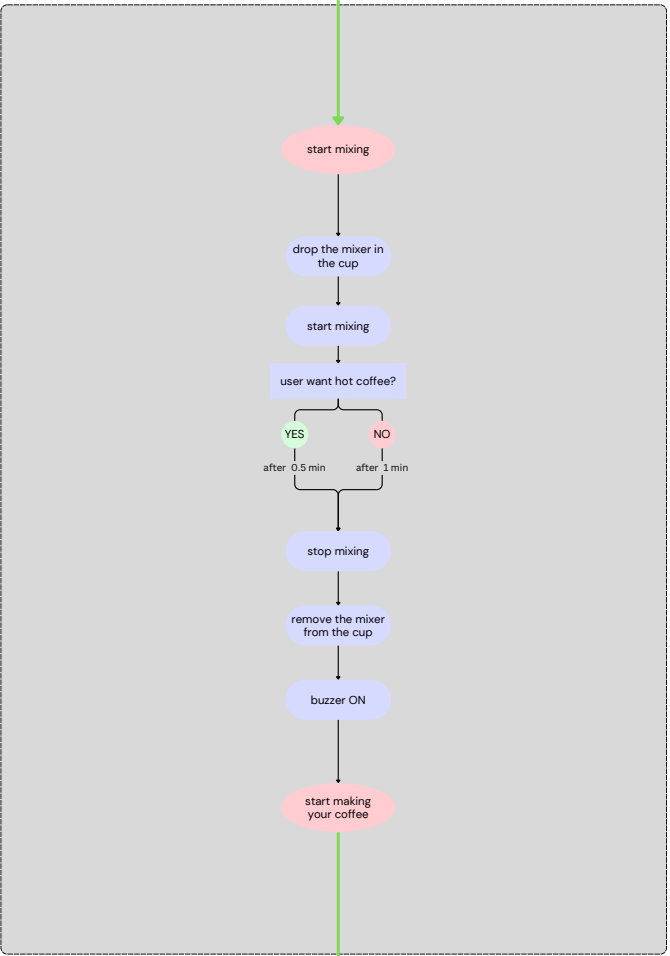 start mixing
drop the mixer in
the cup
start mixing
user want hot coffee?
YES
NO
after 0.5 min
after 1 min
stop mixing
remove the mixer
from the cup
buzzer ON
start making
your coffee